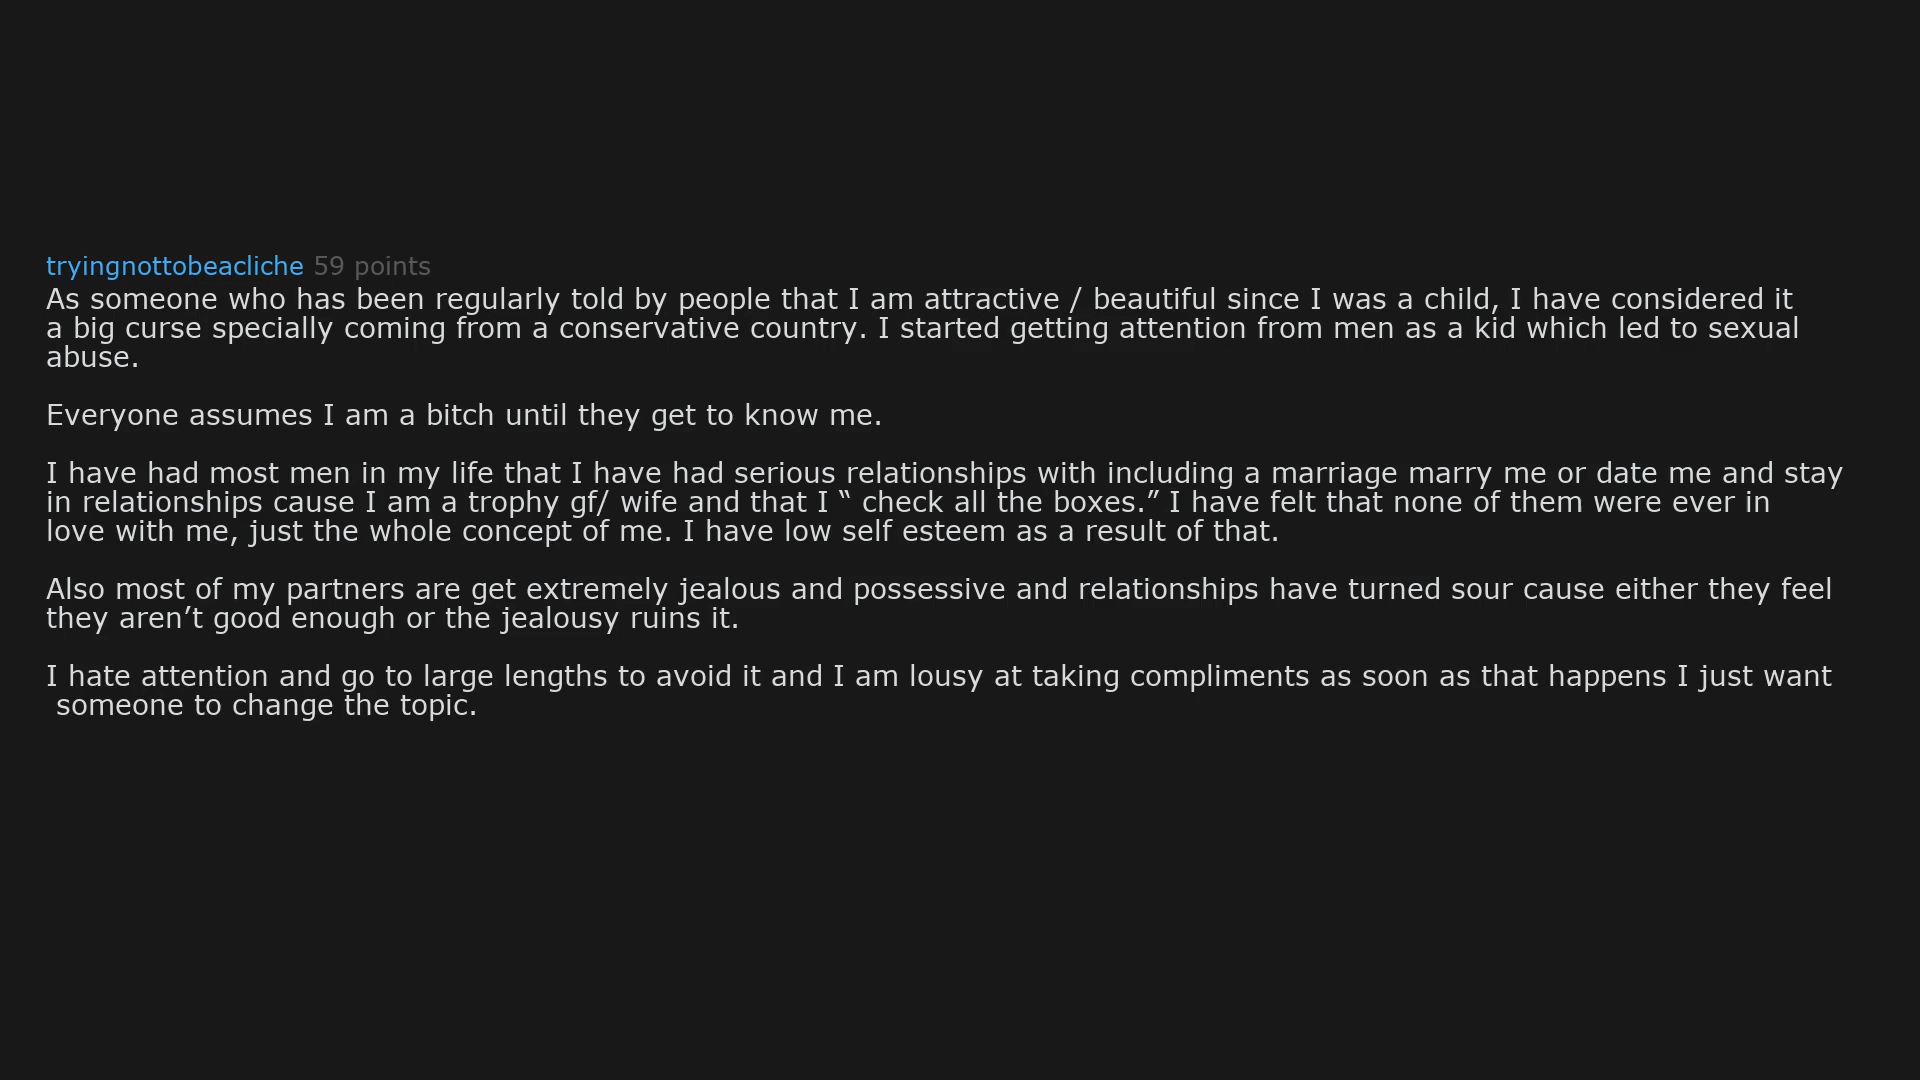 tryingnottobeacliche 59 points
As someone who has been regularly told by people that I am attractive / beautiful since I was a child, I have considered it
a big curse specially coming from a conservative country. I started getting attention from men as a kid which led to sexual
abuse.
Everyone assumes I am a bitch until they get to know me.
I have had most men in my life that I have had serious relationships with including a marriage marry me or date me and stay
in relationships cause I am a trophy gf/ wife and that I “ check all the boxes.” I have felt that none of them were ever in
love with me, just the whole concept of me. I have low self esteem as a result of that.
Also most of my partners are get extremely jealous and possessive and relationships have turned sour cause either they feel
they aren’t good enough or the jealousy ruins it.
I hate attention and go to large lengths to avoid it and I am lousy at taking compliments as soon as that happens I just want
someone to change the topic.